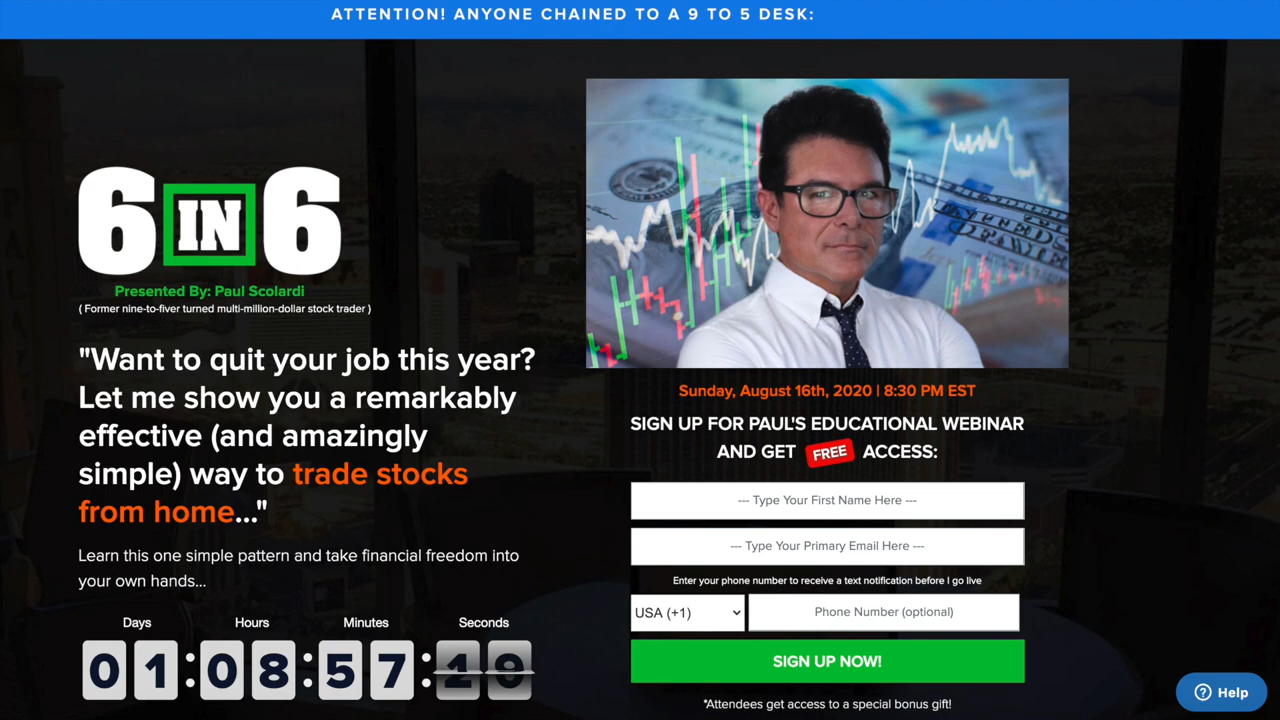 ATTENTION! ANYONE CHAINED TO A 9 TO 5 DESK:
6 IN 6
Presented By: Paul Scolardi
( Former nine-to-fiver turned multi-million-dollar stock trader )
"Want to quit your job this year?
Let me show you a remarkably
effective (and amazingly
simple) way to trade stocks
from home..."
Learn this one simple pattern and take financial freedom into
your own hands...
Days Hours Minutes Seconds
01:08:57:
Sunday, August 16th, 2020 | 8:30 PM EST
SIGN UP FOR PAUL'S EDUCATIONAL WEBINAR
AND GET FREE ACCESS:
--- Type Your First Name Here ---
--- Type Your Primary Email Here ---
Enter your phone number to receive a text notification before I go live
USA (+1) Phone Number (optional)
SIGN UP NOW!
*Attendees get access to a special bonus gift!
Help